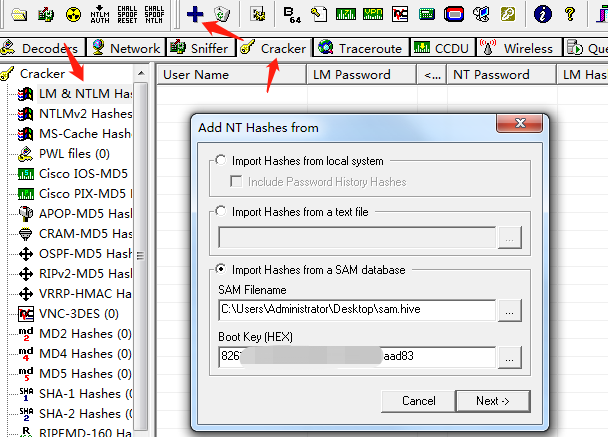 NTLM AUTH
CHALL SPOOF RESET
CHALL SPOOF NTLM
B 64
Decoders
Network
Sniffer
Cracker
Traceroute
CCDU
Wireless
Que
Cracker
LM & NTLM Has
NTLMv2 Hashes
MS-Cache Hash
PWL files (0)
Cisco IOS-MD5
Cisco PIX-MD5
APOP-MD5 Hash
CRAM-MD5 Hash
OSPF-MD5 Hash
RIPv2-MD5 Hash
VRRP-HMAC Ha
VNC-3DES (0)
MD2 Hashes (0)
MD4 Hashes (0)
MD5 Hashes (0)
SHA-1 Hashes (0)
SHA-2 Hashes (0)
RIPEMD-160 Ha
User Name
LM Password
<...
NT Password
LM Hash
Add NT Hashes from
Import Hashes from local system
Include Password History Hashes
Import Hashes from a text file
...
Import Hashes from a SAM database
SAM Filename
C:\Users\Administrator\Desktop\sam.hive
...
Boot Key (HEX)
826
aad83
...
Cancel
Next ->